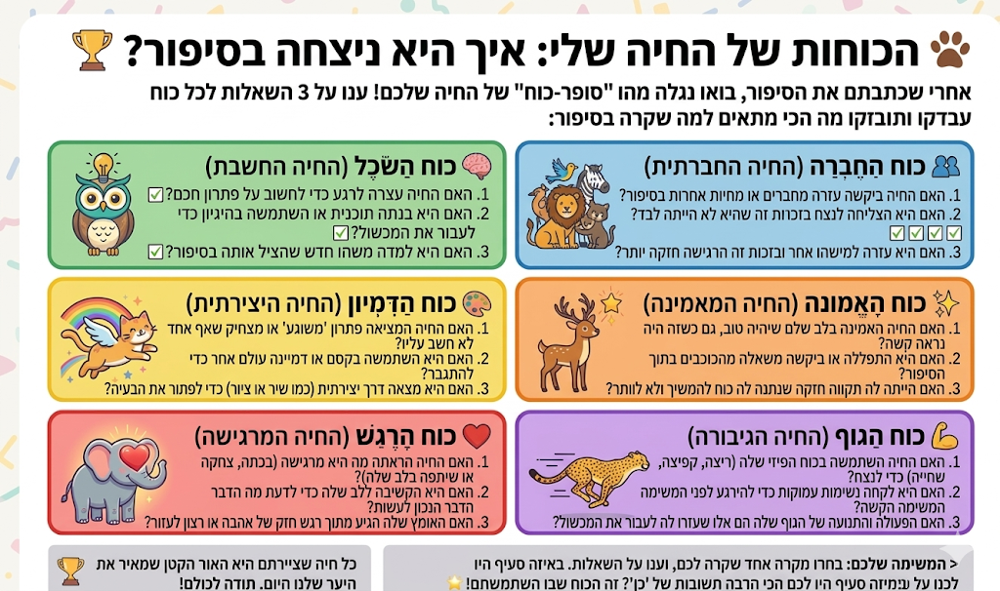 הכוחות של החיה שלי: איך היא ניצחה בסיפור?
אחרי שכתבתם את הסיפור, בואו נגלה מהו "סופר-כוח" של החיה שלכם! ענו על 3 השאלות לכל כוח
עבדקו ותובזקו מה הכי מתאים למה שקרה בסיפור:
כוח הַחֶבְרָה (החיה החברתית)
1. האם החיה ביקשה עזרה מחברים או מחיות אחרות בסיפור?
2. האם היא הצליחה לנצח בזכנות זה שהיא לא הייתה לבד?
3. האם היא עזרה למישהו אחר ובזכות זה הרגישה חזקה יותר?
כוח הַשֵּׂכֶל (החיה החשבת)
1. האם החיה עצרה לרגע כדי לחשוב על פתרון חכם?
2. האם היא בנתה תוכנית או השתמשה בהיגיון כדי
לעבור את המכשול?
3. האם היא למדה משהו חדש שהציל אותה בסיפור?
כוח הָאֱמוּנה (החיה המאמינה)
1. האם החיה האמינה בלב שלם שיהיה טוב, גם כשזה היה
נראה קשה?
2. האם היא התפללה או ביקשה משאלה מהכוכבים בתוך
הסיפור?
3. האם הייתה לה תקווה חזקה שנתנה לה כוח להמשיך ולא לוותר?
כוח הַדִּמְיון (החיה היצירתית)
1. האם החיה המציאה פתרון 'משוגע' או מצחיק שאף אחד
לא חשב עליו?
2. האם היא השתמשה בקסם או דמיינה עולם אחר כדי
להתגבר?
3. האם היא מצאה דרך יצירתית (כמו שיר או ציור) כדי לפתור את הבעיה?
כוח הַגוּף (החיה הגיבורה)
1. האם החיה השתמשה בכוח הפיזי שלה (ריצה, קפיצה,
שחייה) כדי לנצח?
2. האם היא לקחה נשימות עמוקות כדי להירגע לפני המשימה
המשימה הקשה?
3. האם הפעולה והתנועה של הגוף שלה הם אלו שעזרו לה לעבור את המכשול?
כוח הָרֶגַשׁ (החיה המרגישה)
1. האם החיה הראתה מה היא מרגישה (בכתה, צחקה
או שיתפה בלב שלה)?
2. האם היא הקשיבה ללב שלה כדי לדעת מה הדבר
הדבר הנכון לעשות?
3. האם האומץ שלה הגיע מתוך רגש חזק של אהבה או רצון לעזור?
> המשימה שלכם: בחרו מקרה אחד שקרה לכם, וענו על השאלות. באיזה סעיף היו
לכם הכי הרבה תשובות של 'כן'? זה הכוח שבו השתמשתם!
כל חיה שציירתם היא האור הקטן שמאיר את
היער שלנו היום. תודה לכולם!